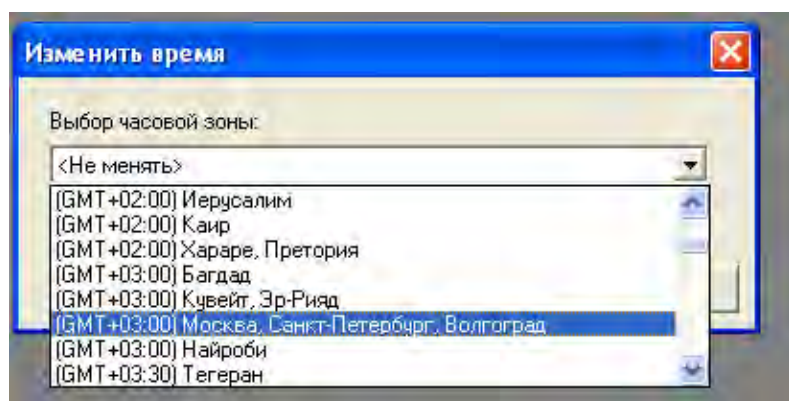 Изменить время
Выбор часовой зоны:
<Не менять>
(GMT+02:00) Иерусалим
(GMT+02:00) Каир
(GMT+02:00) Хараре, Претория
(GMT+03:00) Багдад
(GMT+03:00) Кувейт, Эр-Рияд
(GMT+03:00) Москва, Санкт-Петербург, Волгоград
(GMT+03:00) Найроби
(GMT+03:30) Тегеран